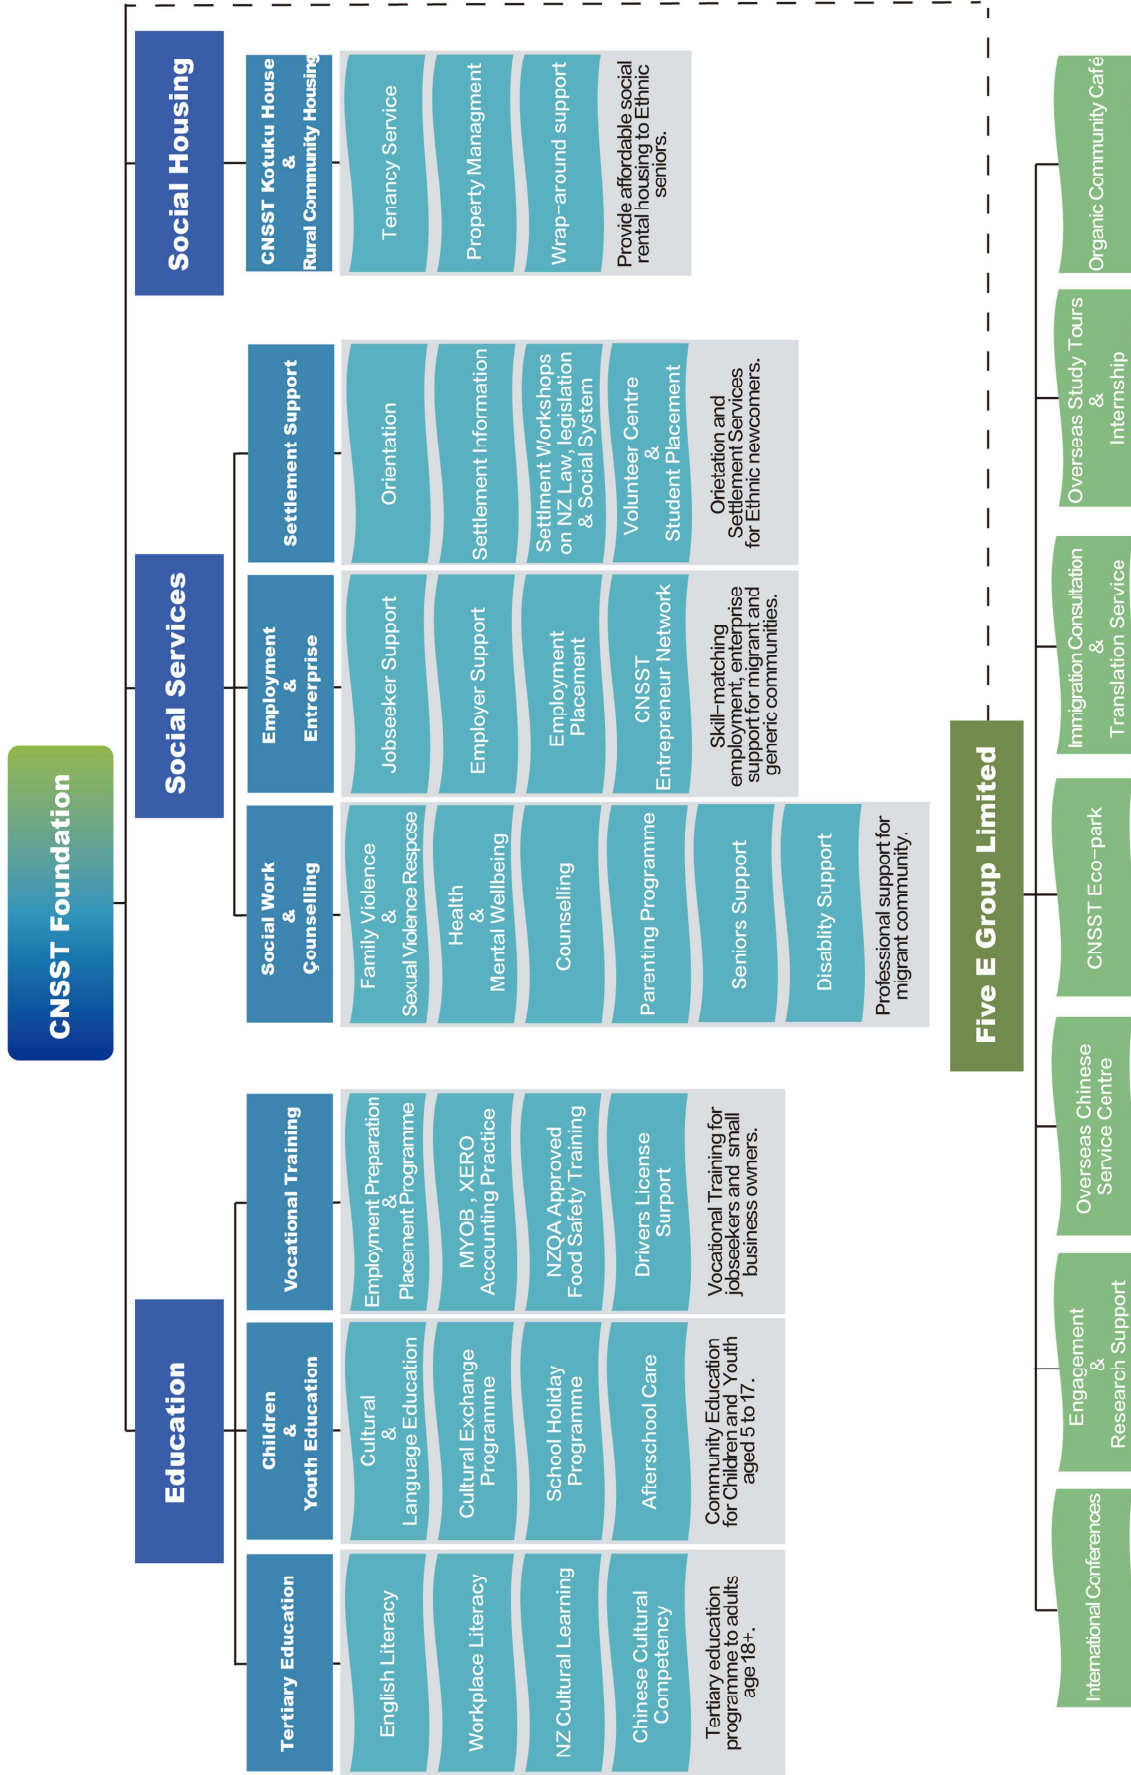 CNSST Foundation
Education
Social Services
Social Housing
Tertiary Education
English Literacy
Workplace Literacy
NZ Cultural Learning
Chinese Cultural
Competency
Tertiary education
programme to adults
age 18+.
Children
&
Youth Education
Cultural
&
Language Education
Cultural Exchange
Programme
School Holiday
Programme
Afterschool Care
Community Education
for Children and Youth
aged 5 to 17.
Vocational Training
Employment Preparation
&
Placement Programme
MYOB , XERO
Accounting Practice
NZQA Approved
Food Safety Training
Drivers License
Support
Vocational Training for
jobseekers and small
business owners.
Social Work
&
Çounselling
Family Violence
&
Sexual Violence Respose
Health
&
Mental Wellbeing
Counselling
Parenting Programme
Seniors Support
Disablity Support
Professional support for
migrant community.
Employment
&
Entrerprise
Jobseeker Support
Employer Support
Employment
Placement
CNSST
Entrepreneur Network
Skill-matching
employment, enterprise
support for migrant and
generic communities.
Settlement Support
Orientation
Settlement Information
Settlment Workshops
on NZ Law, legislation
& Social System
Volunteer Centre
&
Student Placement
Orietation and
Settlement Services
for Ethnic newcomers.
CNSST Kotuku House
&
Rural Community Housing
Tenancy Service
Property Managment
Wrap-around support
Provide affordable social
rental housing to Ethnic
seniors.
Five E Group Limited
International Conferences
Engagement
&
Research Support
Overseas Chinese
Service Centre
CNSST Eco-park
Immigration Consultation
&
Translation Service
Overseas Study Tours
&
Internship
Organic Community Café